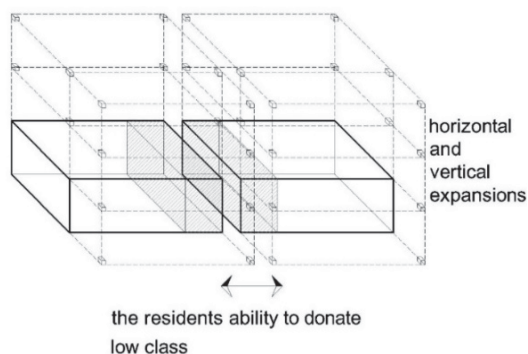 horizontal
and
vertical
expansions
the residents ability to donate
low class